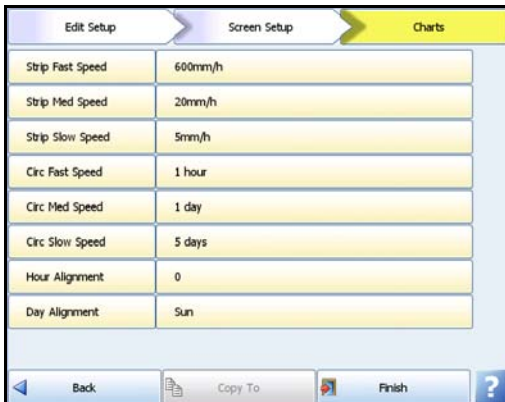 Edit Setup Screen Setup Charts
Strip Fast Speed 600mm/h
Strip Med Speed 20mm/h
Strip Slow Speed 5mm/h
Circ Fast Speed 1 hour
Circ Med Speed 1 day
Circ Slow Speed 5 days
Hour Alignment 0
Day Alignment Sun
Back Copy To Finish ?